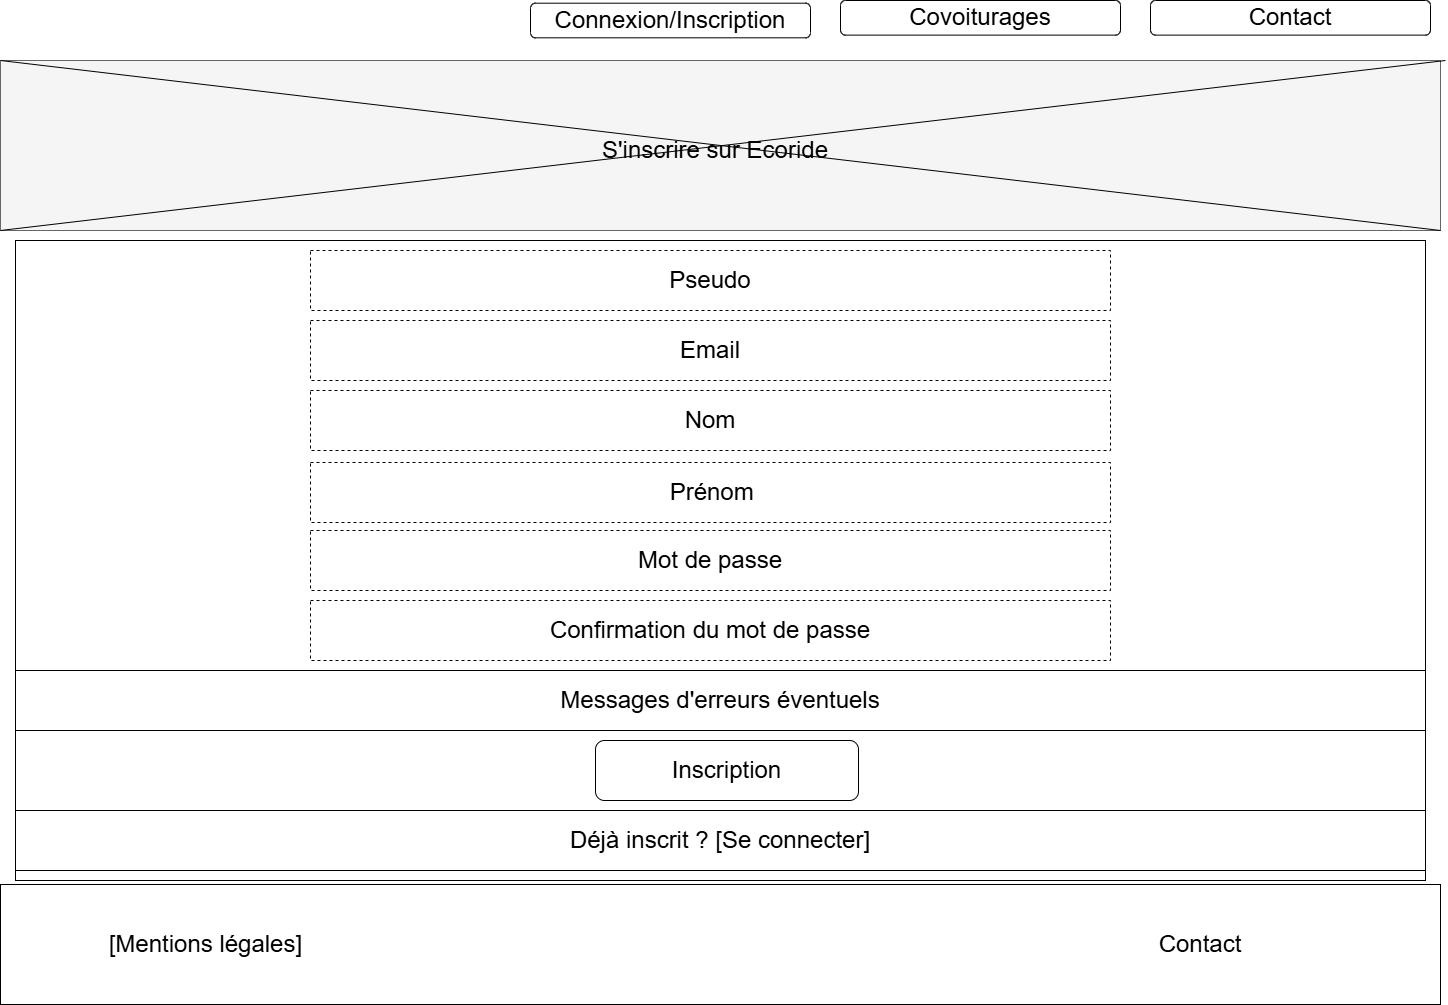 Connexion/Inscription
Covoiturages
Contact
S'inscrire sur Ecoride
Pseudo
Email
Nom
Prénom
Mot de passe
Confirmation du mot de passe
Messages d'erreurs éventuels
Inscription
Déjà inscrit ? [Se connecter]
[Mentions légales]
Contact